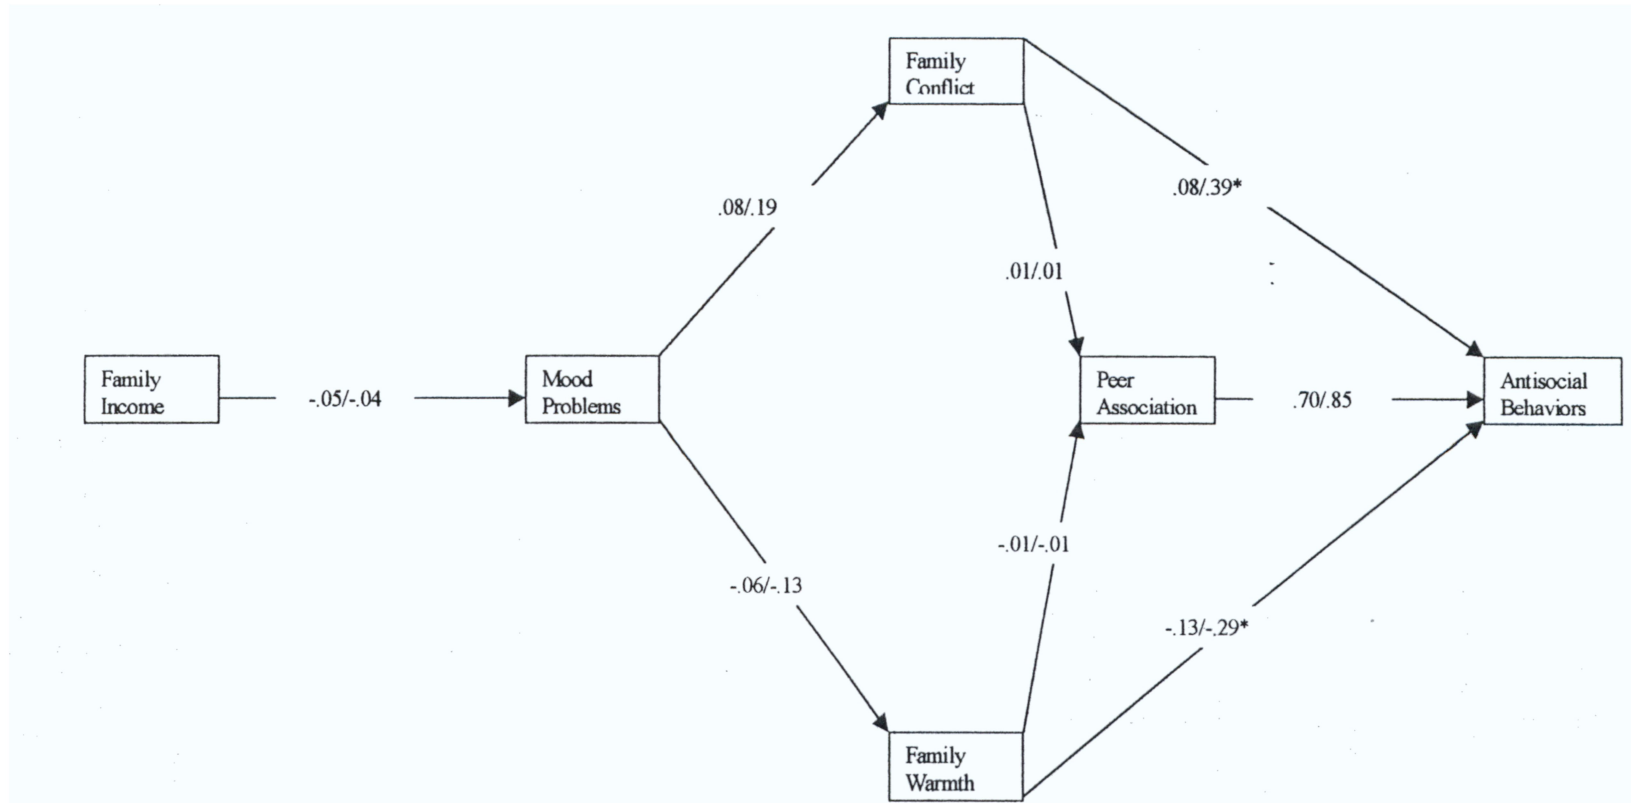 Family
Conflict
.08/.39*
.08/.19
.01/.01
Family
Income
-.05/-.04
Mood
Problems
Peer
Association
.70/.85
Antisocial
Behaviors
-.01/-.01
-.06/-.13
-.13/-.29*
Family
Warmth